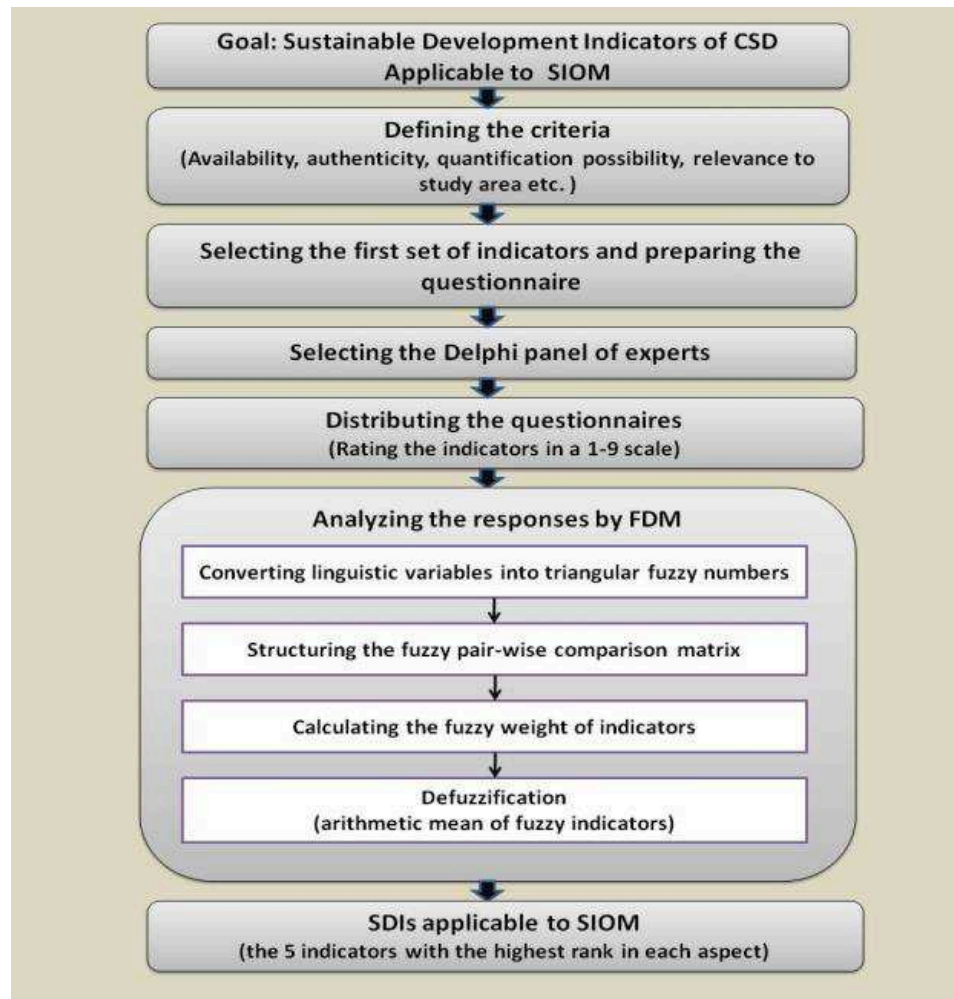 Goal: Sustainable Development Indicators of CSD
Applicable to SIOM
Defining the criteria
(Availability, authenticity, quantification possibility, relevance to
study area etc. )
Selecting the first set of indicators and preparing the
questionnaire
Selecting the Delphi panel of experts
Distributing the questionnaires
(Rating the indicators in a 1-9 scale)
Analyzing the responses by FDM
Converting linguistic variables into triangular fuzzy numbers
Structuring the fuzzy pair-wise comparison matrix
Calculating the fuzzy weight of indicators
Defuzzification
(arithmetic mean of fuzzy indicators)
SDIs applicable to SIOM
(the 5 indicators with the highest rank in each aspect)